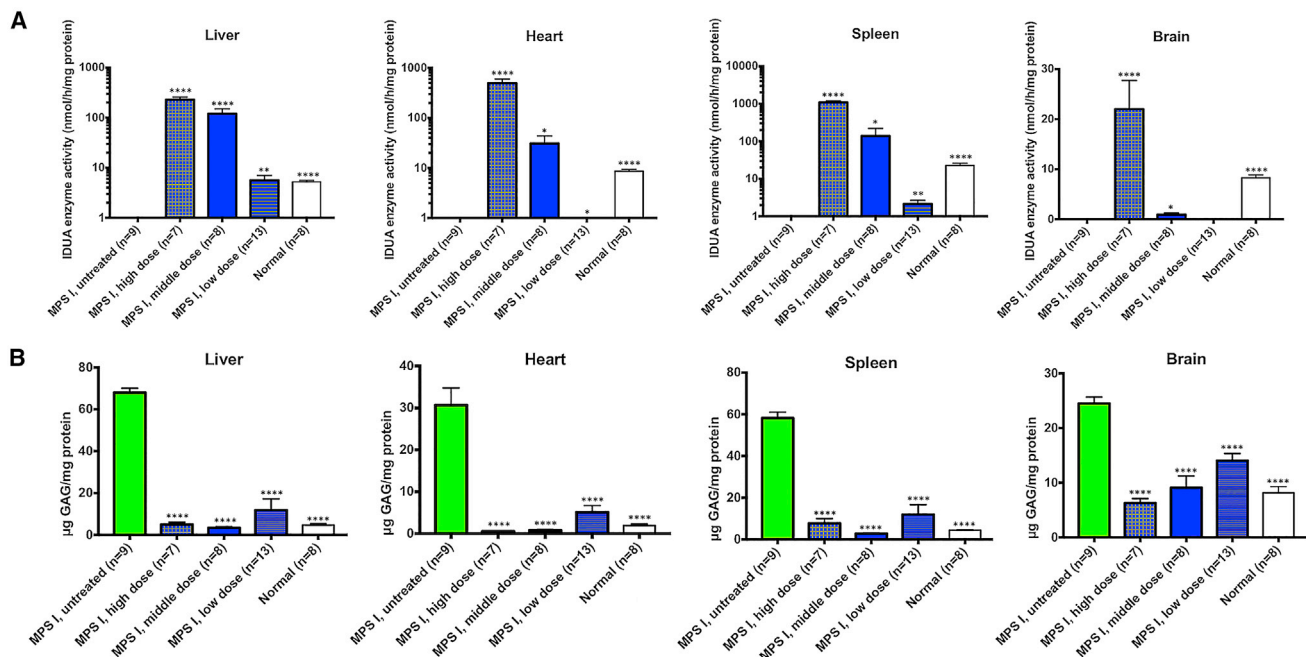 A
Liver
IDUA enzyme activity (nmol/h/mg protein)
1000
100
10
1
****
****
**
****
MPS I, untreated (n=9)
MPS I, high dose (n=7)
MPS I, middle dose (n=8)
MPS I, low dose (n=13)
Normal (n=8)
Heart
IDUA enzyme activity (nmol/h/mg protein)
1000
100
10
1
****
*
*
****
MPS I, untreated (n=9)
MPS I, high dose (n=7)
MPS I, middle dose (n=8)
MPS I, low dose (n=13)
Normal (n=8)
Spleen
IDUA enzyme activity (nmol/h/mg protein)
10000
1000
100
10
1
****
*
**
****
MPS I, untreated (n=9)
MPS I, high dose (n=7)
MPS I, middle dose (n=8)
MPS I, low dose (n=13)
Normal (n=8)
Brain
IDUA enzyme activity (nmol/h/mg protein)
30
20
10
0
****
*
****
MPS I, untreated (n=9)
MPS I, high dose (n=7)
MPS I, middle dose (n=8)
MPS I, low dose (n=13)
Normal (n=8)
B
Liver
µg GAG/mg protein
80
60
40
20
0
****
****
****
****
MPS I, untreated (n=9)
MPS I, high dose (n=7)
MPS I, middle dose (n=8)
MPS I, low dose (n=13)
Normal (n=8)
Heart
µg GAG/mg protein
40
30
20
10
0
****
****
****
****
MPS I, untreated (n=9)
MPS I, high dose (n=7)
MPS I, middle dose (n=8)
MPS I, low dose (n=13)
Normal (n=8)
Spleen
µg GAG/mg protein
80
60
40
20
0
****
****
****
****
MPS I, untreated (n=9)
MPS I, high dose (n=7)
MPS I, middle dose (n=8)
MPS I, low dose (n=13)
Normal (n=8)
Brain
µg GAG/mg protein
30
20
10
0
****
****
****
****
MPS I, untreated (n=9)
MPS I, high dose (n=7)
MPS I, middle dose (n=8)
MPS I, low dose (n=13)
Normal (n=8)